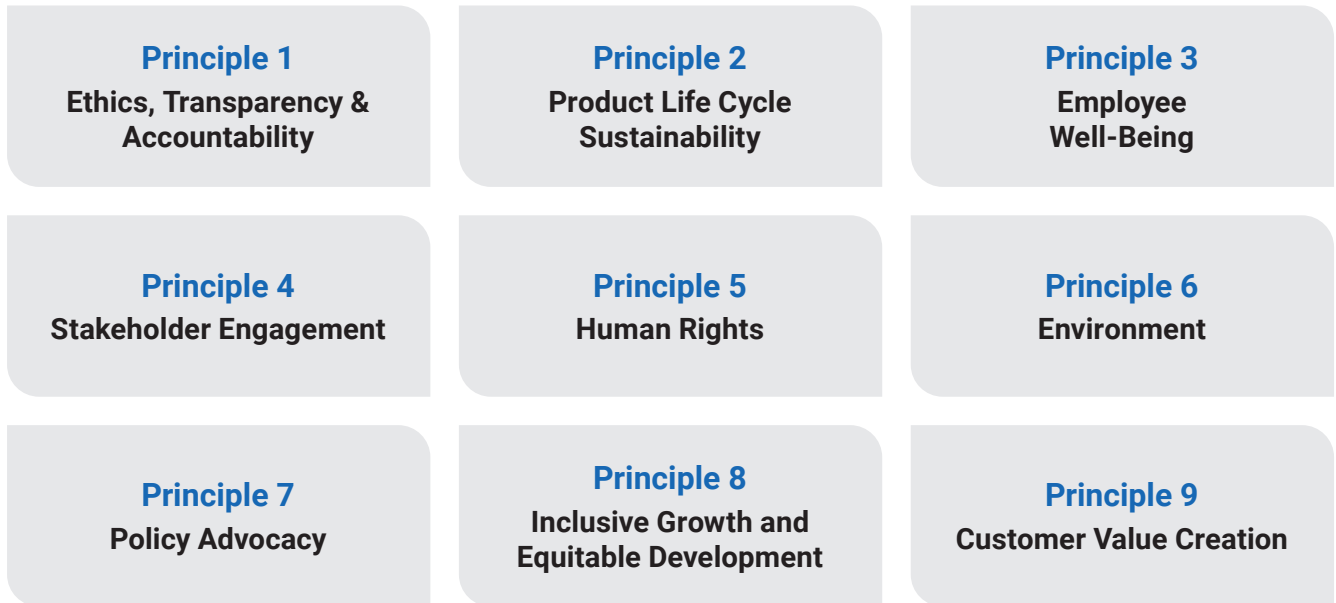 Principle 1
Ethics, Transparency &
Accountability
Principle 2
Product Life Cycle
Sustainability
Principle 3
Employee
Well-Being
Principle 4
Stakeholder Engagement
Principle 5
Human Rights
Principle 6
Environment
Principle 7
Policy Advocacy
Principle 8
Inclusive Growth and
Equitable Development
Principle 9
Customer Value Creation